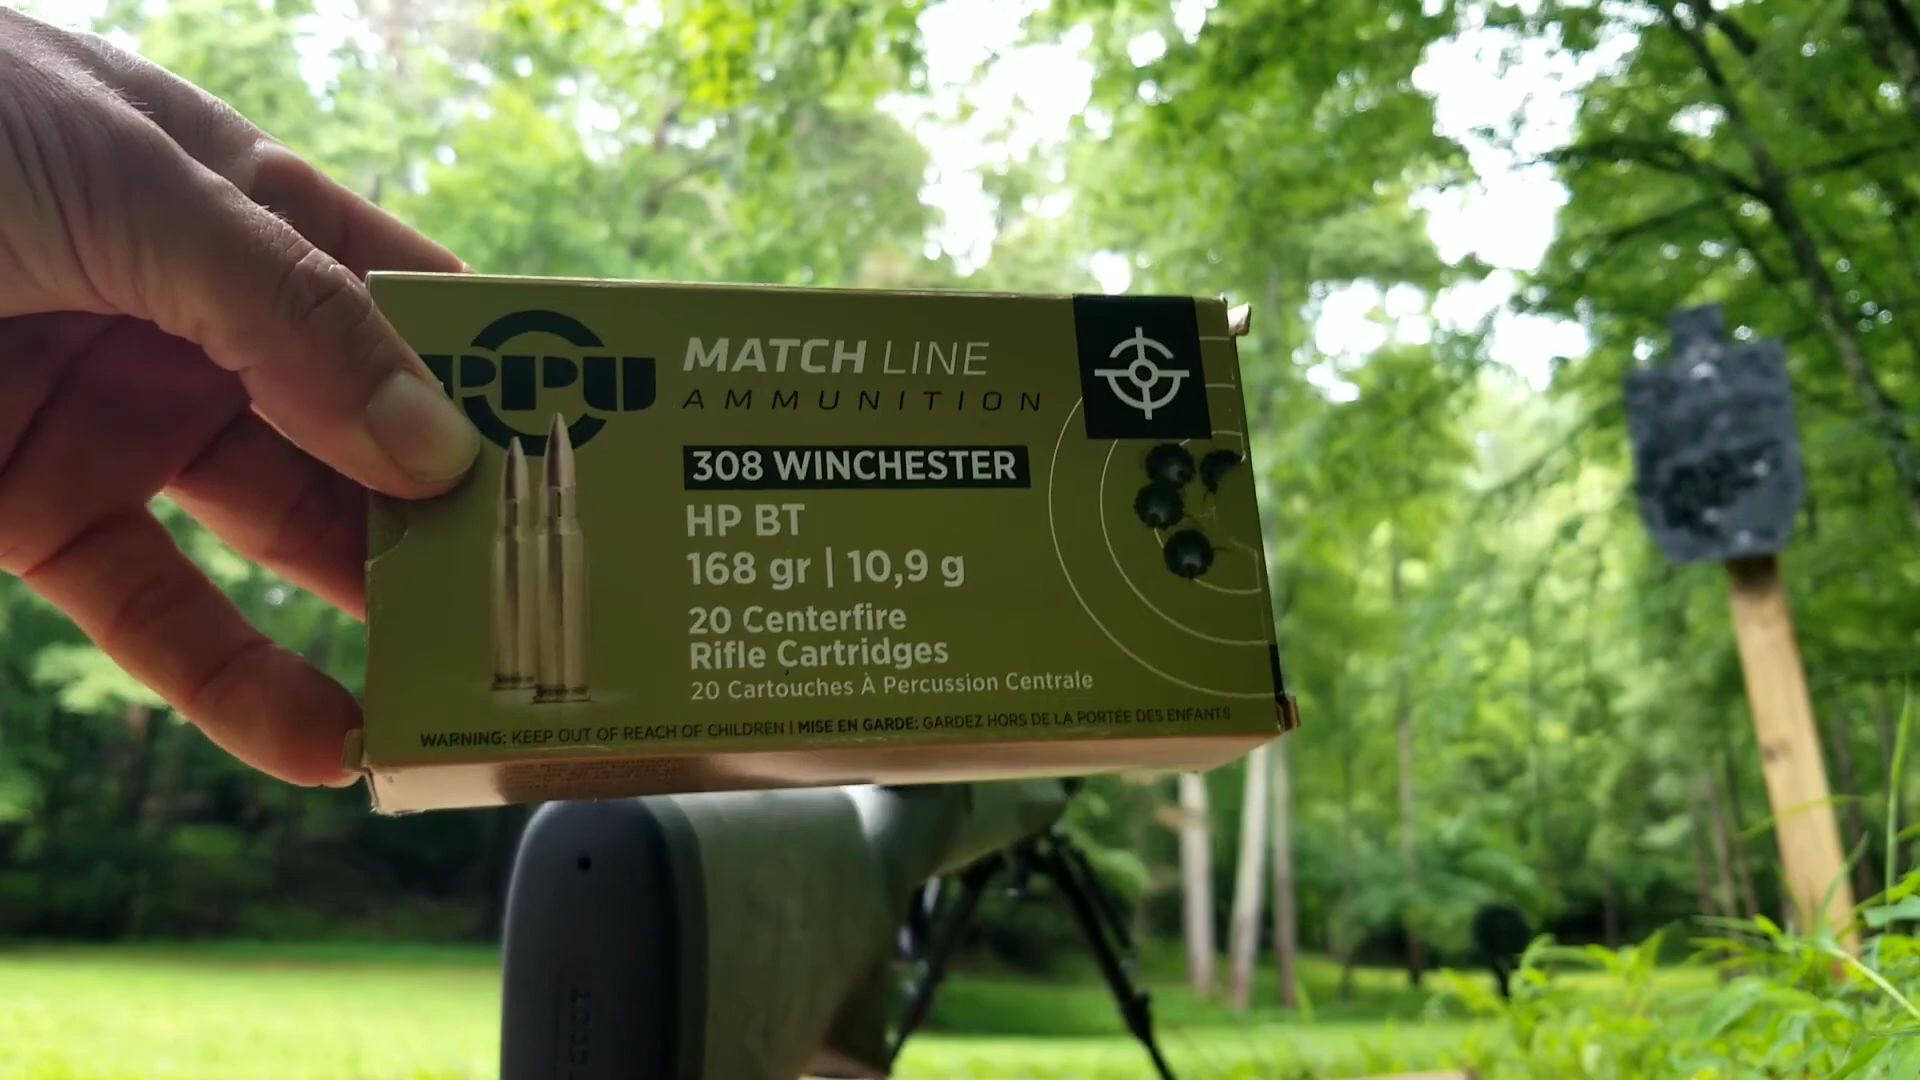 PPU
MATCH LINE
AMMUNITION
308 WINCHESTER
HP BT
168 gr | 10,9 g
20 Centerfire
Rifle Cartridges
20 Cartouches À Percussion Centrale
WARNING: KEEP OUT OF REACH OF CHILDREN | MISE EN GARDE: GARDEZ HORS DE LA PORTÉE DES ENFANTS